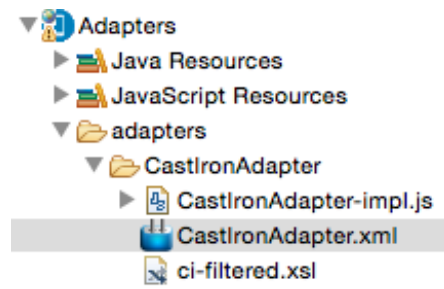 Adapters
Java Resources
JavaScript Resources
adapters
CastIronAdapter
CastIronAdapter-impl.js
CastIronAdapter.xml
ci-filtered.xsl